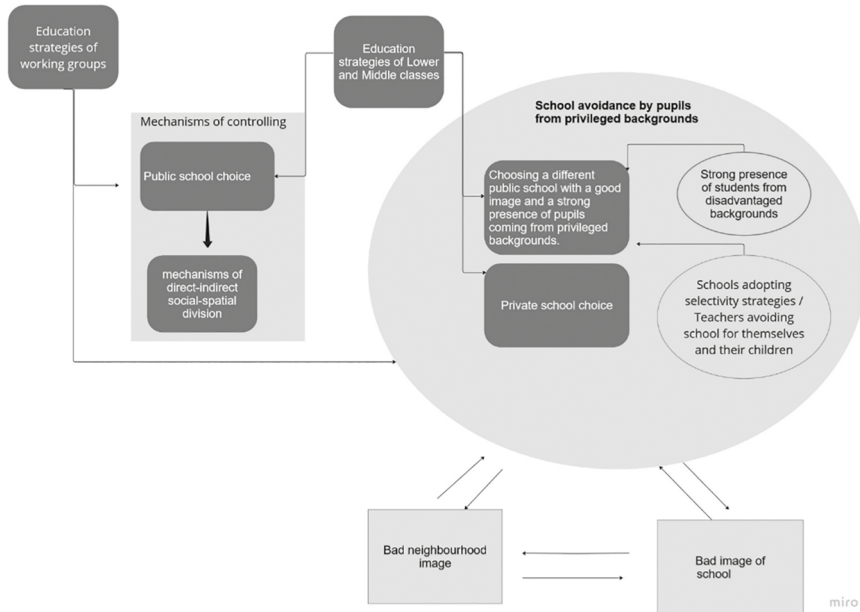 Education
strategies of
working groups
Education
strategies of Lower
and Middle classes
Mechanisms of controlling
Public school choice
mechanisms of
direct-indirect
social-spatial
division
School avoidance by pupils
from privileged backgrounds
Choosing a different
public school with a good
image and a strong
presence of pupils
coming from privileged
backgrounds.
Strong presence
of students from
disadvantaged
backgrounds
Private school choice
Schools adopting
selectivity strategies /
Teachers avoiding
school for themselves
and their children
Bad neighbourhood
image
Bad image of
school
miro